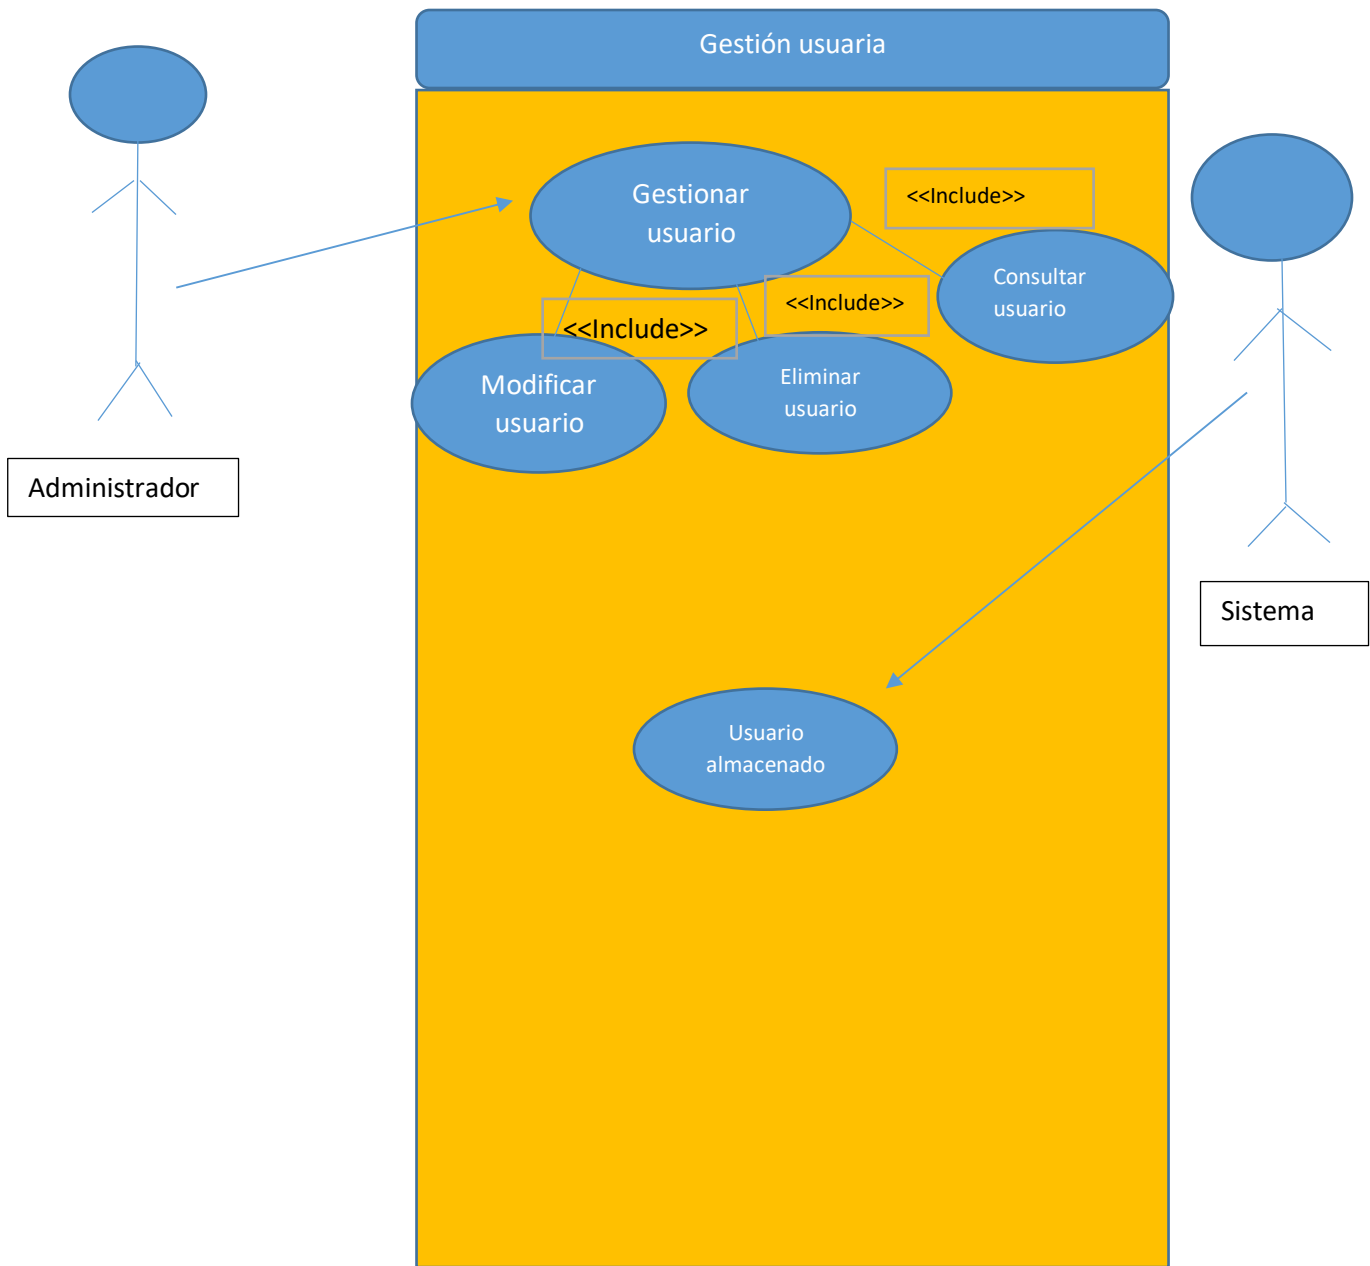 Gestión usuaria
Gestionar
usuario
<<Include>>
Consultar
usuario
<<Include>>
<<Include>>
Modificar
usuario
Eliminar
usuario
Administrador
Sistema
Usuario
almacenado